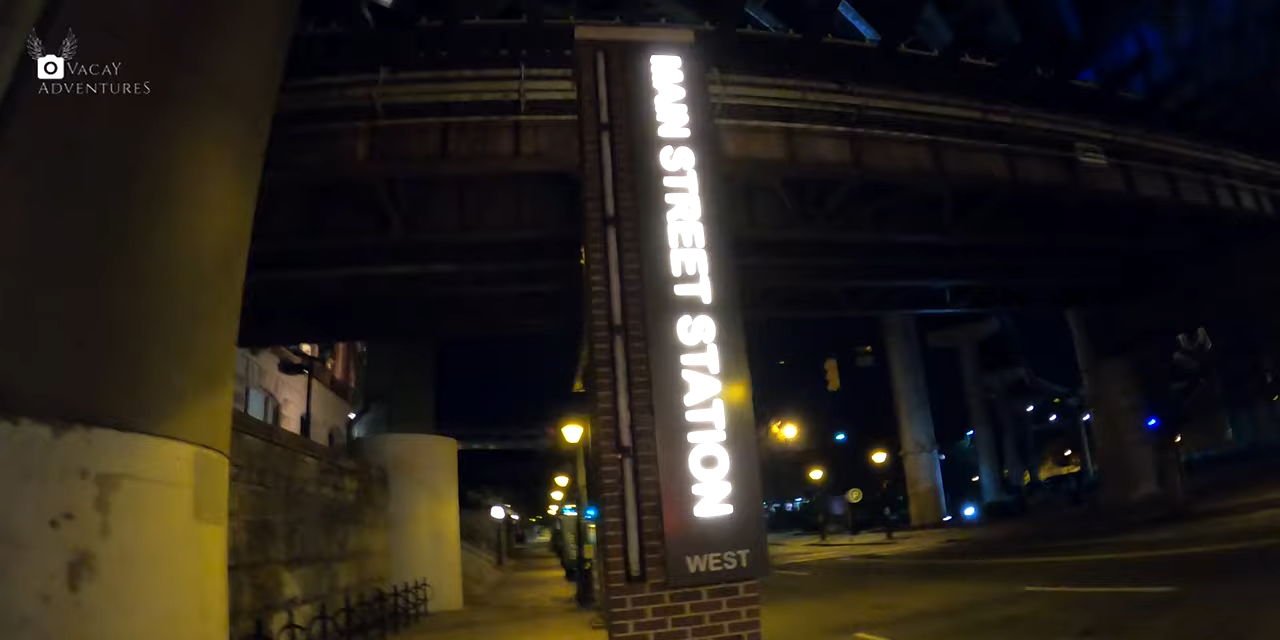 VACAY
ADVENTURES
MAIN STREET STATION
WEST
P